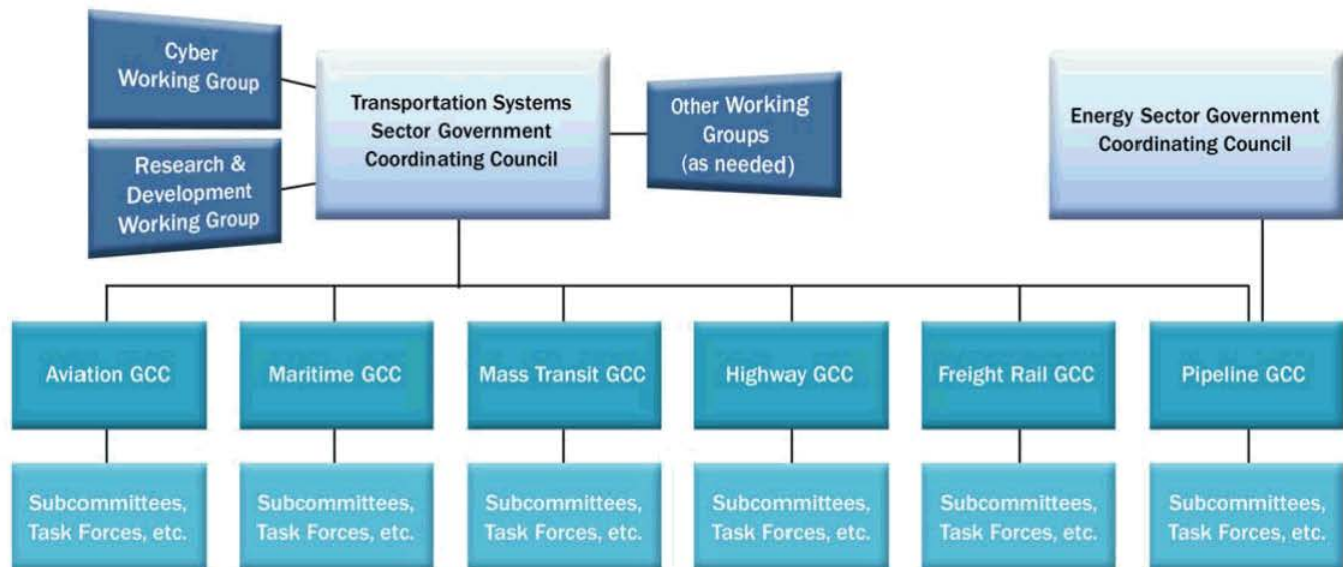 Cyber
Working Group
Research &
Development
Working Group
Transportation Systems
Sector Government
Coordinating Council
Other Working
Groups
(as needed)
Energy Sector Government
Coordinating Council
Aviation GCC
Maritime GCC
Mass Transit GCC
Highway GCC
Freight Rail GCC
Pipeline GCC
Subcommittees,
Task Forces, etc.
Subcommittees,
Task Forces, etc.
Subcommittees,
Task Forces, etc.
Subcommittees,
Task Forces, etc.
Subcommittees,
Task Forces, etc.
Subcommittees,
Task Forces, etc.